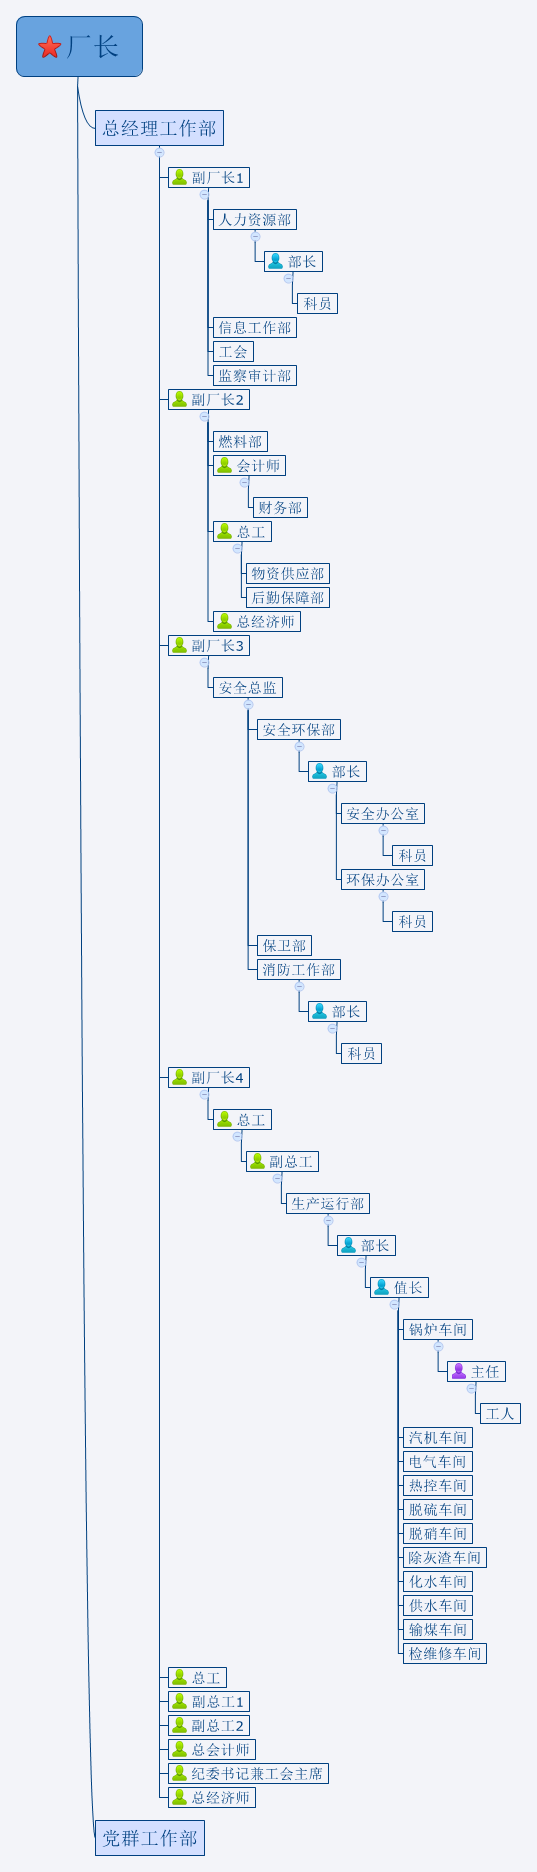 厂长
总经理工作部
副厂长1
人力资源部
部长
科员
信息工作部
工会
监察审计部
副厂长2
燃料部
会计师
财务部
总工
物资供应部
后勤保障部
总经济师
副厂长3
安全总监
安全环保部
部长
安全办公室
科员
环保办公室
科员
保卫部
消防工作部
部长
科员
副厂长4
总工
副总工
生产运行部
部长
值长
锅炉车间
主任
工人
汽机车间
电气车间
热控车间
脱硫车间
脱硝车间
除灰渣车间
化水车间
供水车间
输煤车间
检维修车间
总工
副总工1
副总工2
总会计师
纪委书记兼工会主席
总经济师
党群工作部